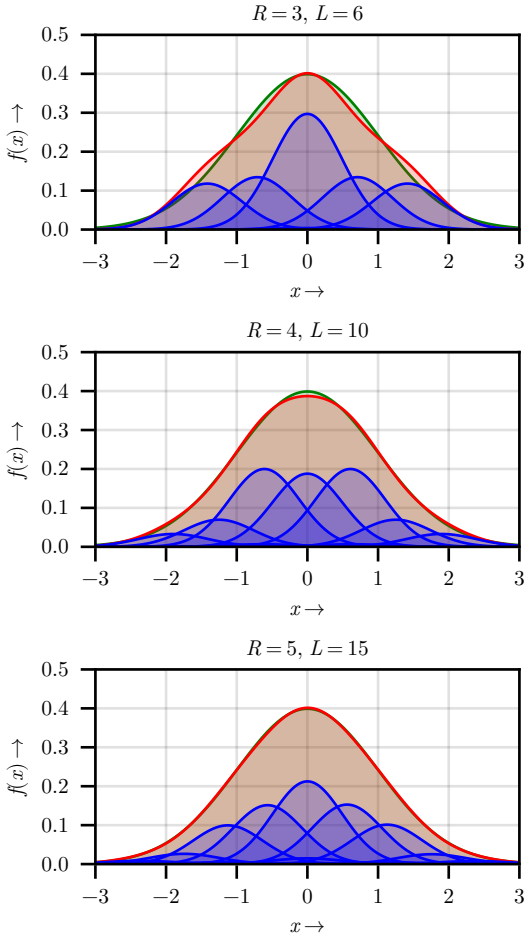 R = 3, L = 6
0.5
0.4
0.3
0.2
0.1
0.0
f(x) →
−3 −2 −1 0 1 2 3
x →
R = 4, L = 10
0.5
0.4
0.3
0.2
0.1
0.0
f(x) →
−3 −2 −1 0 1 2 3
x →
R = 5, L = 15
0.5
0.4
0.3
0.2
0.1
0.0
f(x) →
−3 −2 −1 0 1 2 3
x →